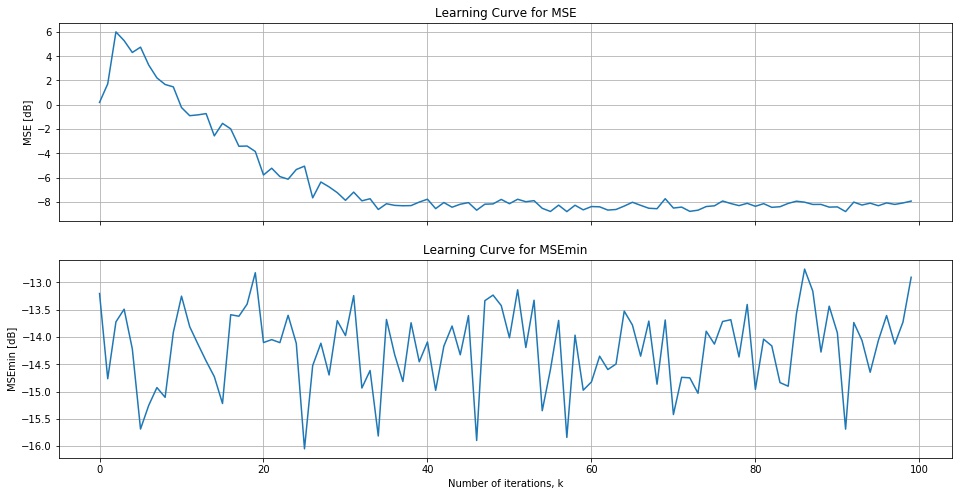 Learning Curve for MSE
MSE [dB]
6
4
2
0
−2
−4
−6
−8
Learning Curve for MSEmin
MSEmin [dB]
−13.0
−13.5
−14.0
−14.5
−15.0
−15.5
−16.0
0 20 40 60 80 100
Number of iterations, k